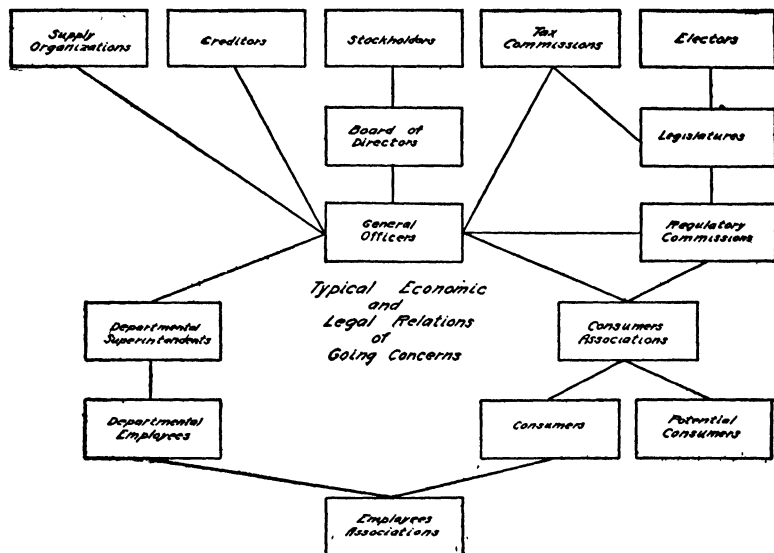 Supply
Organizations
Creditors
Stockholders
Tax
Commissions
Electors
Board of
Directors
Legislatures
General
Officers
Regulatory
Commissions
Typical Economic
and
Legal Relations
of
Going Concerns
Departmental
Superintendents
Consumers
Associations
Departmental
Employees
Consumers
Potential
Consumers
Employees
Associations